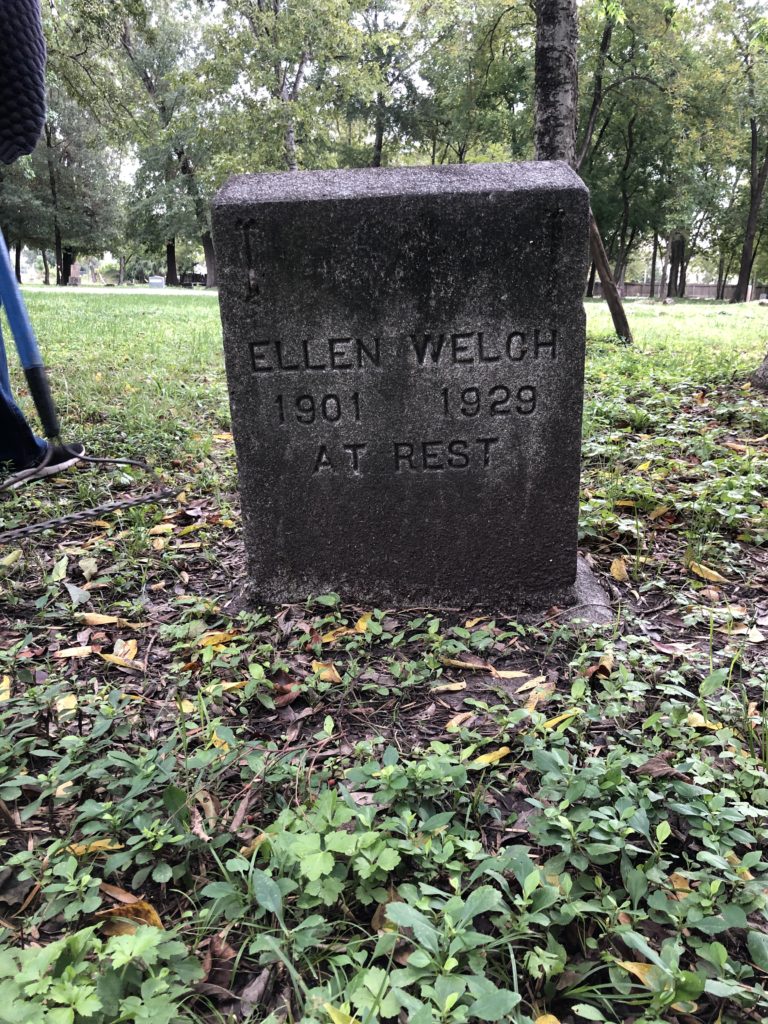 ELLEN WELCH
1901 1929
AT REST